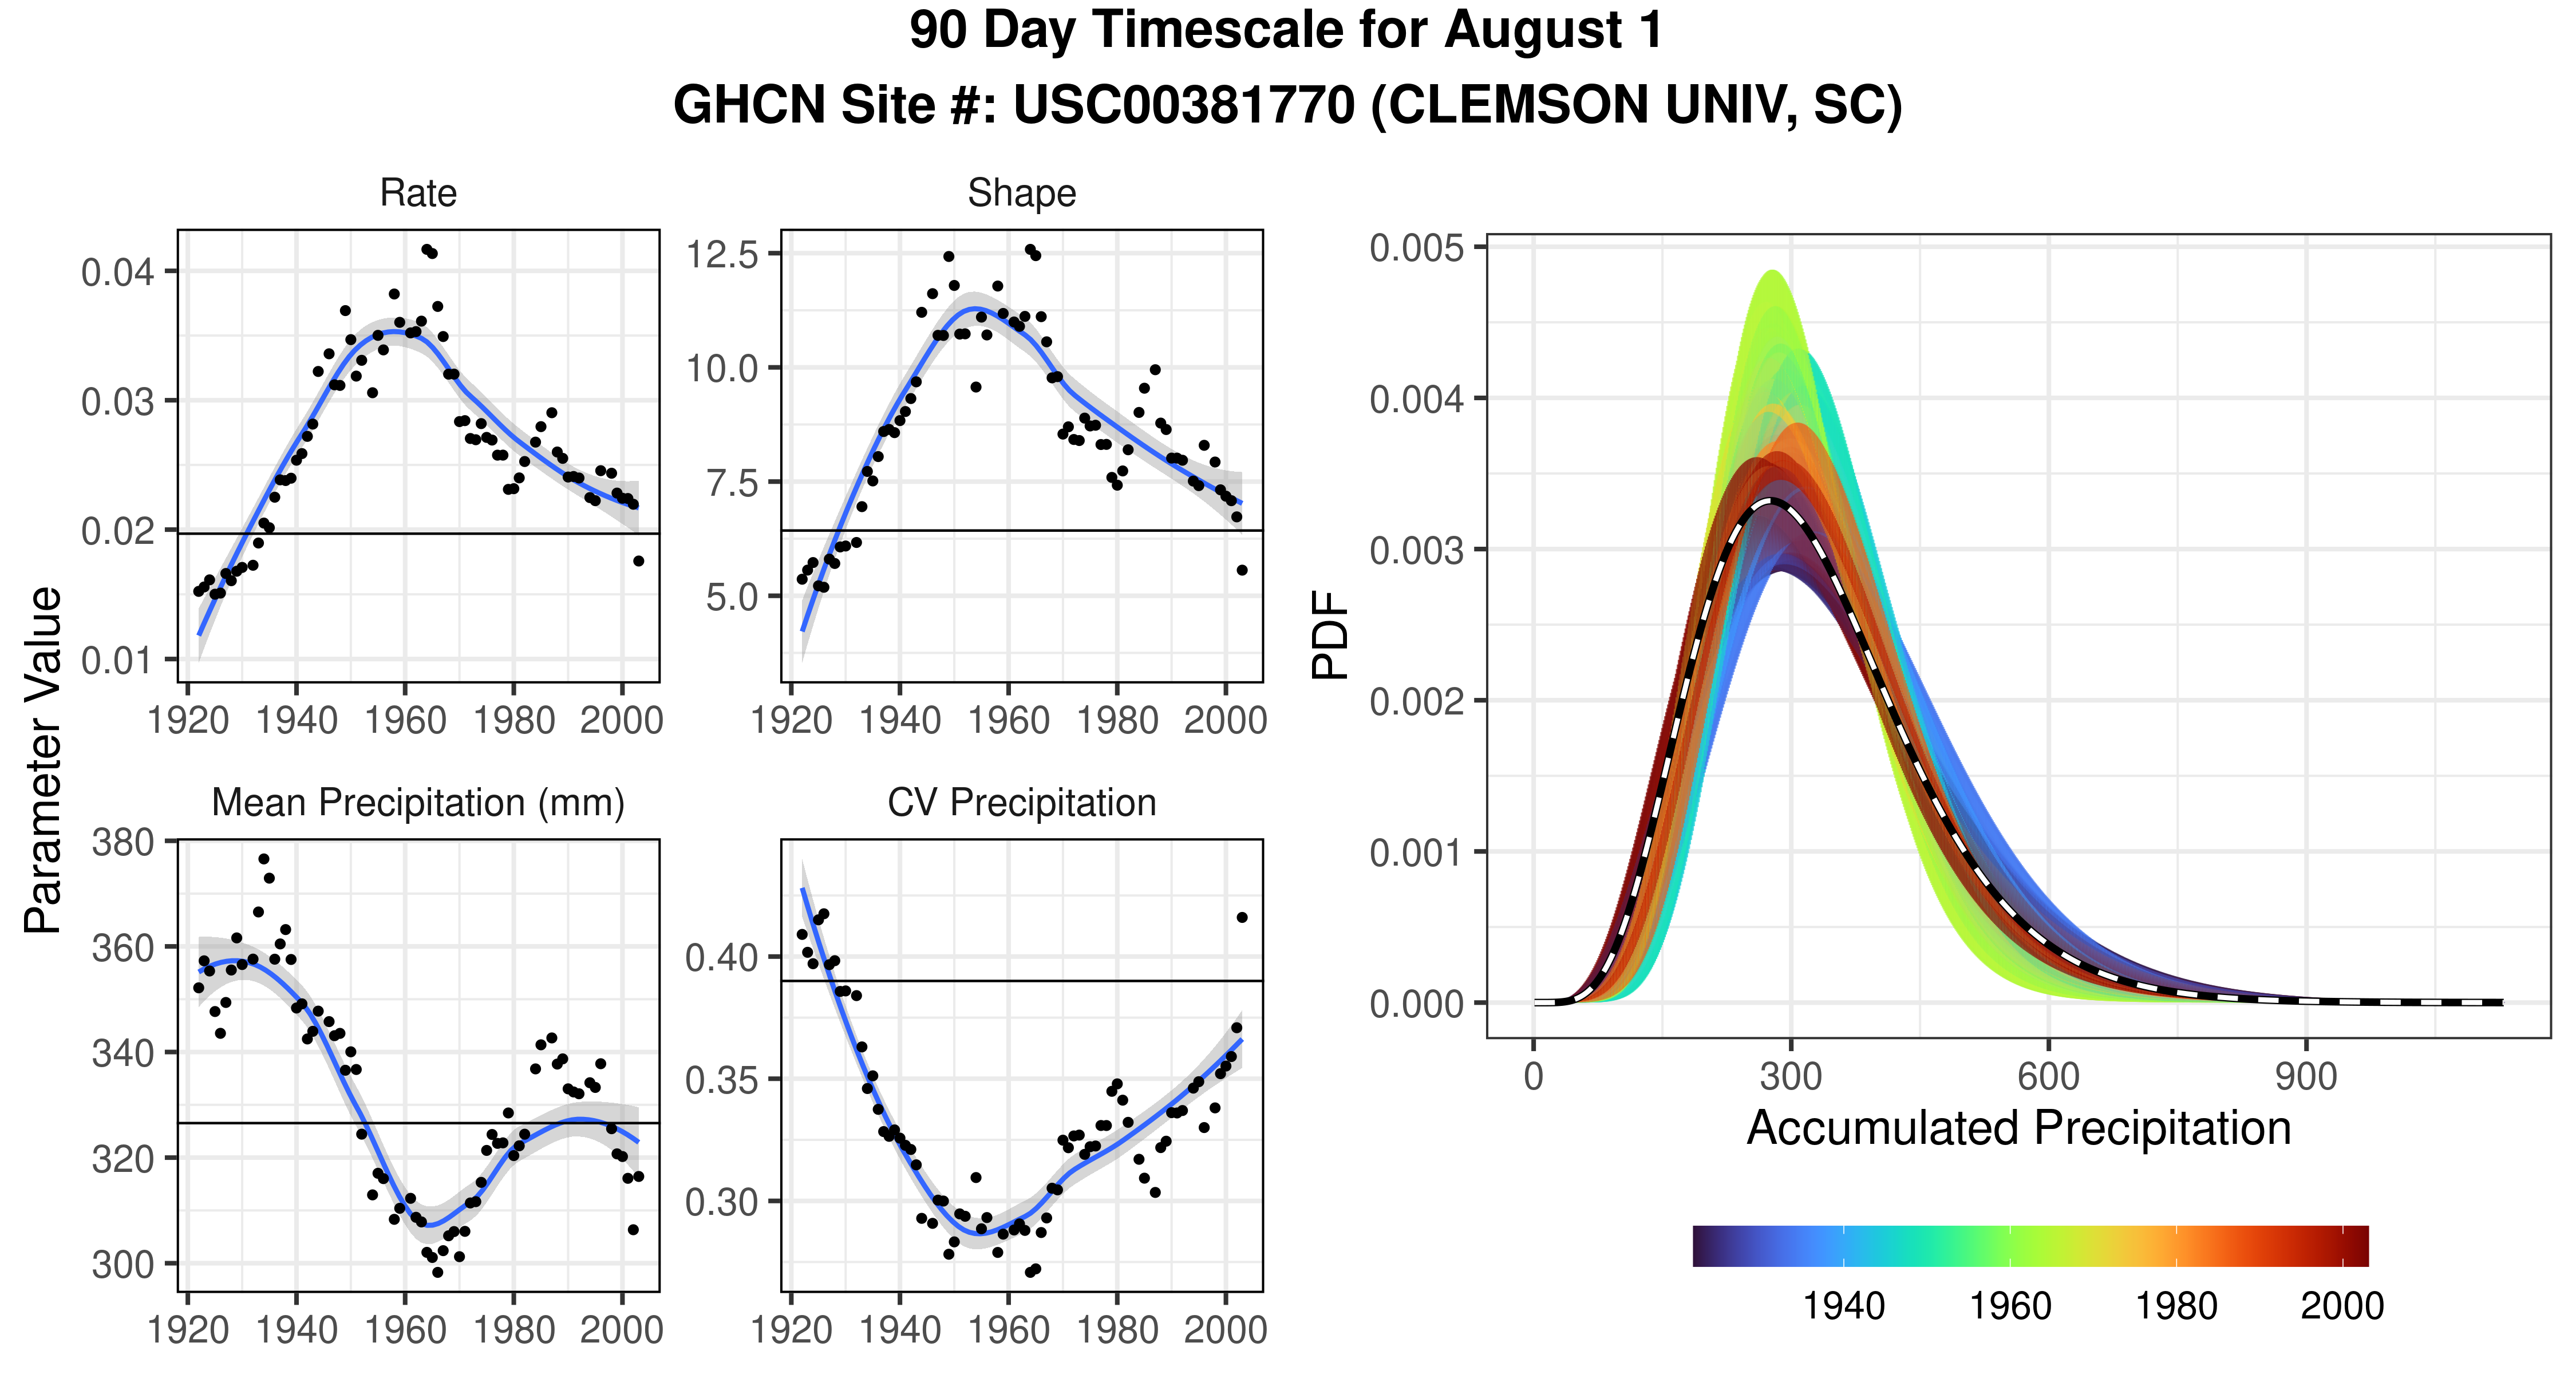 90 Day Timescale for August 1
GHCN Site #: USC00381770 (CLEMSON UNIV, SC)
Rate
0.04
0.03
0.02
0.01
1920 1940 1960 1980 2000
Shape
12.5
10.0
7.5
5.0
1920 1940 1960 1980 2000
Parameter Value
Mean Precipitation (mm)
380
360
340
320
300
1920 1940 1960 1980 2000
CV Precipitation
0.40
0.35
0.30
1920 1940 1960 1980 2000
PDF
0.005
0.004
0.003
0.002
0.001
0.000
0 300 600 900
Accumulated Precipitation
1940 1960 1980 2000